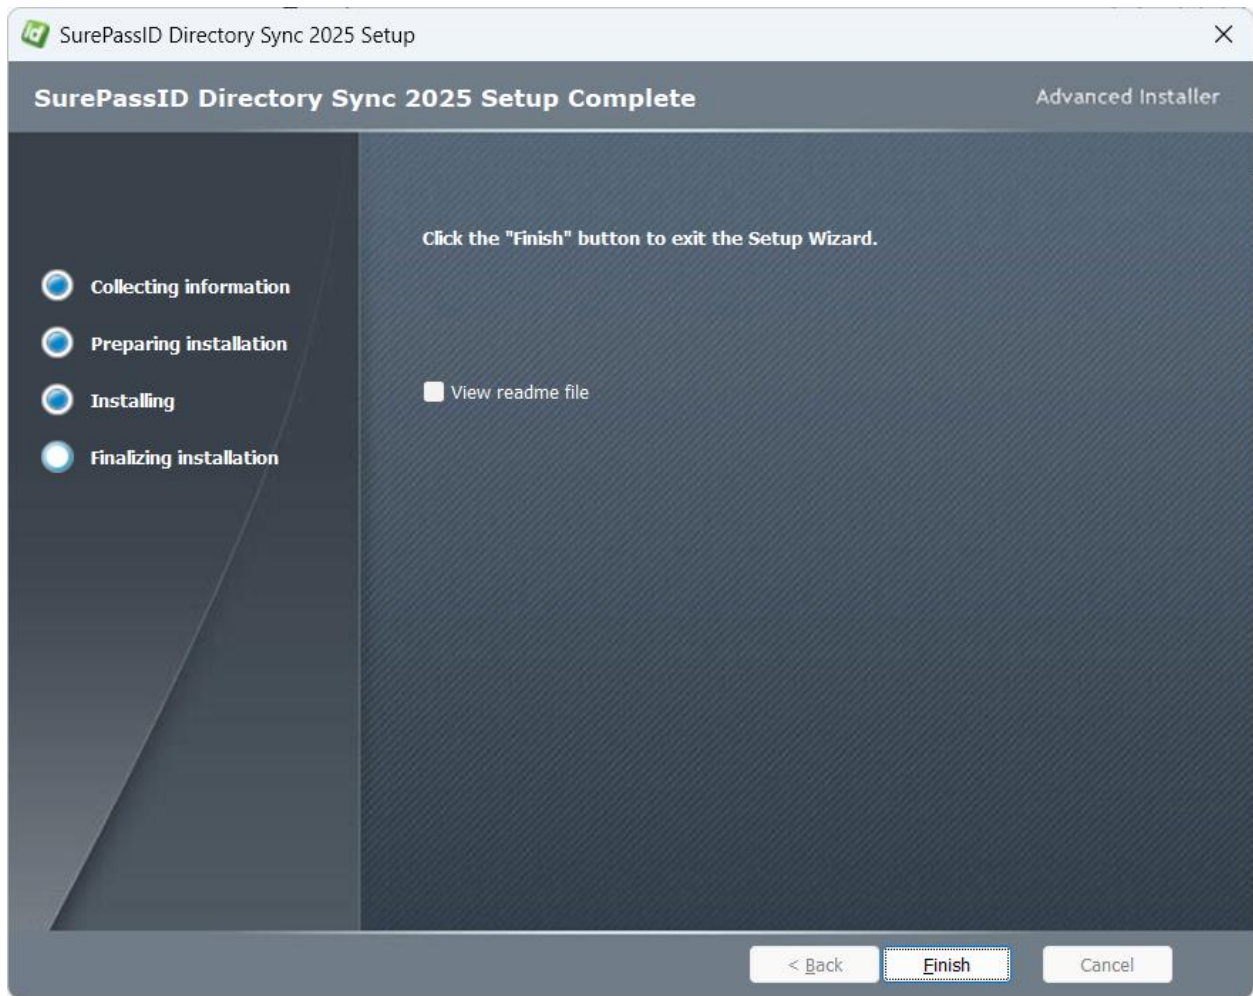 SurePassID Directory Sync 2025 Setup
SurePassID Directory Sync 2025 Setup Complete
Advanced Installer
Click the "Finish" button to exit the Setup Wizard.
Collecting information
Preparing installation
Installing
Finalizing installation
View readme file
< Back
Finish
Cancel